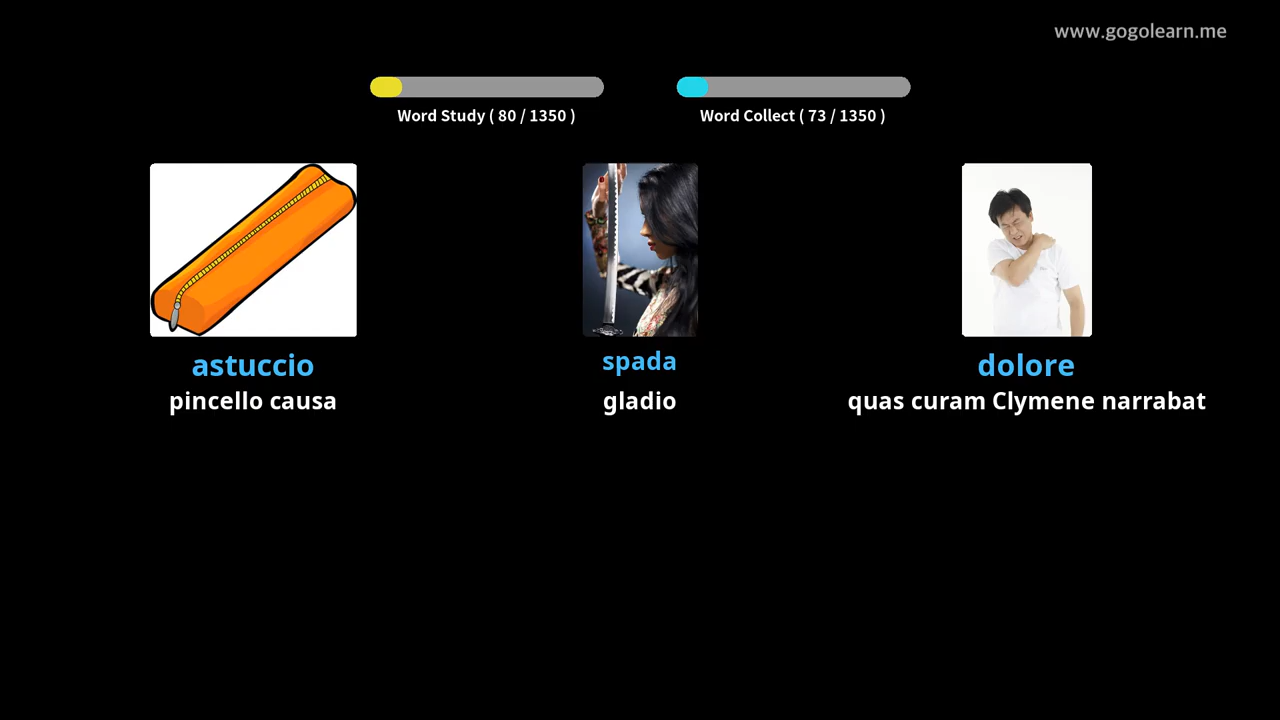 www.gogolearn.me
Word Study ( 80 / 1350 )
Word Collect ( 73 / 1350 )
astuccio
spada
dolore
pincello causa
gladio
quas curam Clymene narrabat